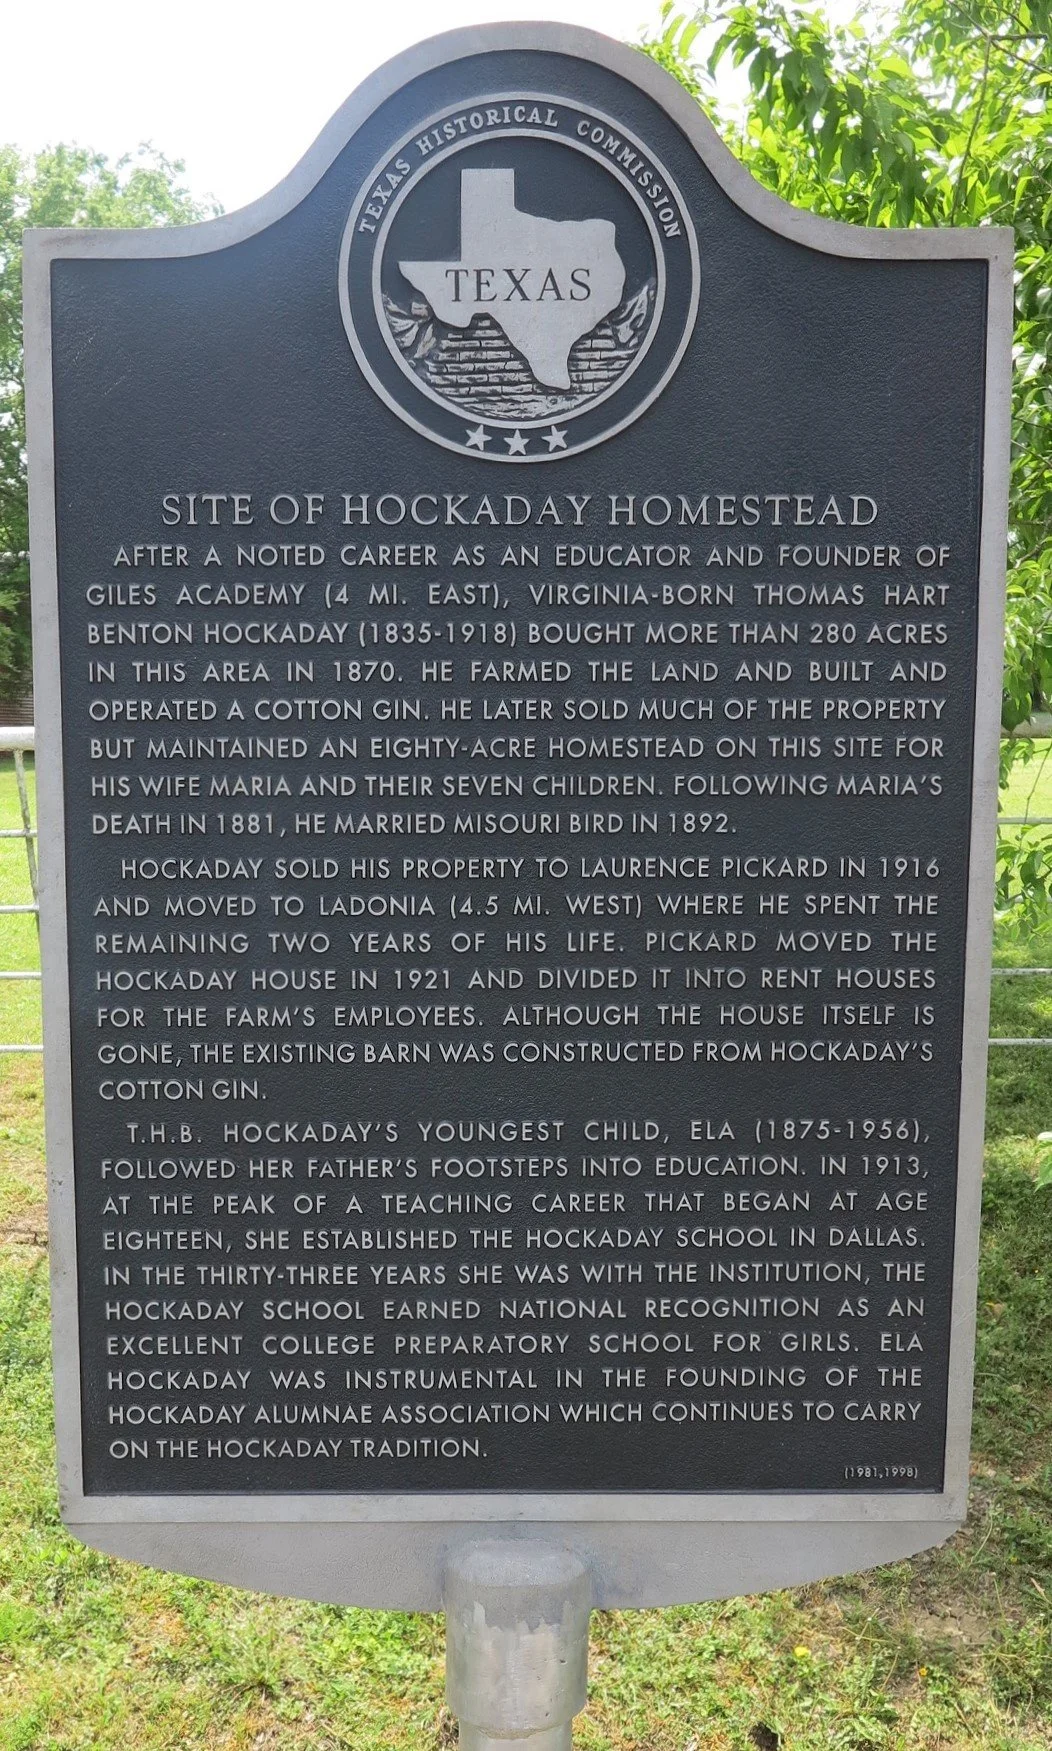 TEXAS HISTORICAL COMMISSION
TEXAS
SITE OF HOCKADAY HOMESTEAD
AFTER A NOTED CAREER AS AN EDUCATOR AND FOUNDER OF
GILES ACADEMY (4 MI. EAST), VIRGINIA-BORN THOMAS HART
BENTON HOCKADAY (1835-1918) BOUGHT MORE THAN 280 ACRES
IN THIS AREA IN 1870. HE FARMED THE LAND AND BUILT AND
OPERATED A COTTON GIN. HE LATER SOLD MUCH OF THE PROPERTY
BUT MAINTAINED AN EIGHTY-ACRE HOMESTEAD ON THIS SITE FOR
HIS WIFE MARIA AND THEIR SEVEN CHILDREN. FOLLOWING MARIA'S
DEATH IN 1881, HE MARRIED MISOURI BIRD IN 1892.
HOCKADAY SOLD HIS PROPERTY TO LAURENCE PICKARD IN 1916
AND MOVED TO LADONIA (4.5 MI. WEST) WHERE HE SPENT THE
REMAINING TWO YEARS OF HIS LIFE. PICKARD MOVED THE
HOCKADAY HOUSE IN 1921 AND DIVIDED IT INTO RENT HOUSES
FOR THE FARM'S EMPLOYEES. ALTHOUGH THE HOUSE ITSELF IS
GONE, THE EXISTING BARN WAS CONSTRUCTED FROM HOCKADAY'S
COTTON GIN.
T.H.B. HOCKADAY'S YOUNGEST CHILD, ELA (1875-1956),
FOLLOWED HER FATHER'S FOOTSTEPS INTO EDUCATION. IN 1913,
AT THE PEAK OF A TEACHING CAREER THAT BEGAN AT AGE
EIGHTEEN, SHE ESTABLISHED THE HOCKADAY SCHOOL IN DALLAS.
IN THE THIRTY-THREE YEARS SHE WAS WITH THE INSTITUTION, THE
HOCKADAY SCHOOL EARNED NATIONAL RECOGNITION AS AN
EXCELLENT COLLEGE PREPARATORY SCHOOL FOR GIRLS. ELA
HOCKADAY WAS INSTRUMENTAL IN THE FOUNDING OF THE
HOCKADAY ALUMNAE ASSOCIATION WHICH CONTINUES TO CARRY
ON THE HOCKADAY TRADITION.
(1981,1998)